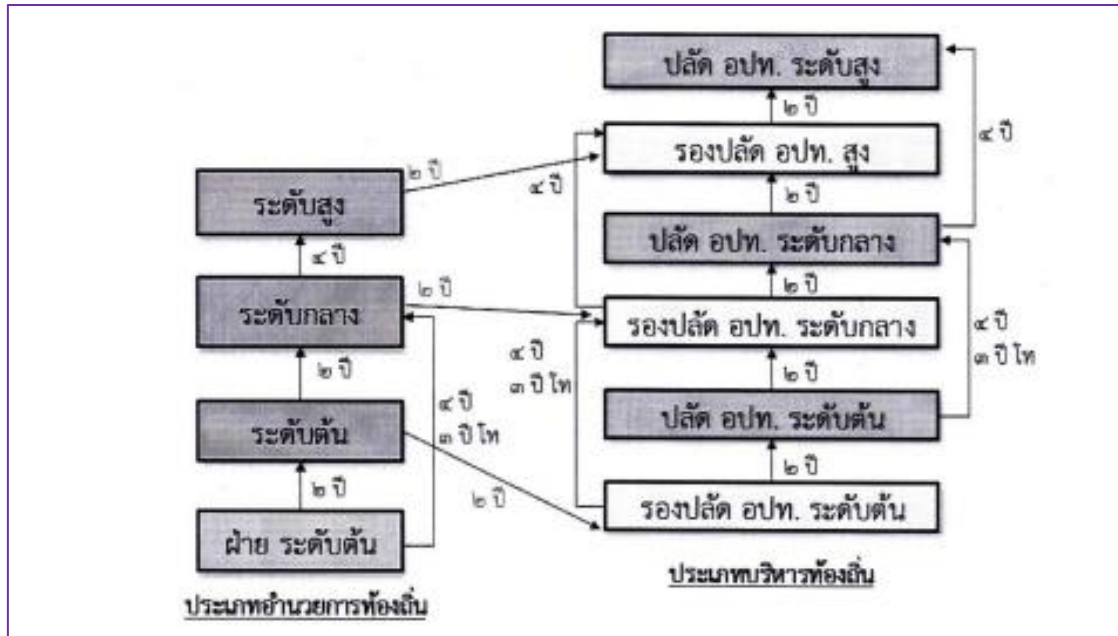 ปลัด อปท. ระดับสูง
๒ ปี
รองปลัด อปท. สูง
๔ ปี
๔ ปี
๒ ปี
ระดับสูง
๒ ปี
ปลัด อปท. ระดับกลาง
๔ ปี
๒ ปี
ระดับกลาง
๒ ปี
รองปลัด อปท. ระดับกลาง
๔ ปี
๓ ปี โท
๔ ปี
๓ ปี โท
๒ ปี
๒ ปี
ระดับต้น
๔ ปี
๓ ปี โท
ปลัด อปท. ระดับต้น
๒ ปี
๒ ปี
๒ ปี
ฝ่าย ระดับต้น
รองปลัด อปท. ระดับต้น
ประเภทอำนวยการท้องถิ่น
ประเภทบริหารท้องถิ่น